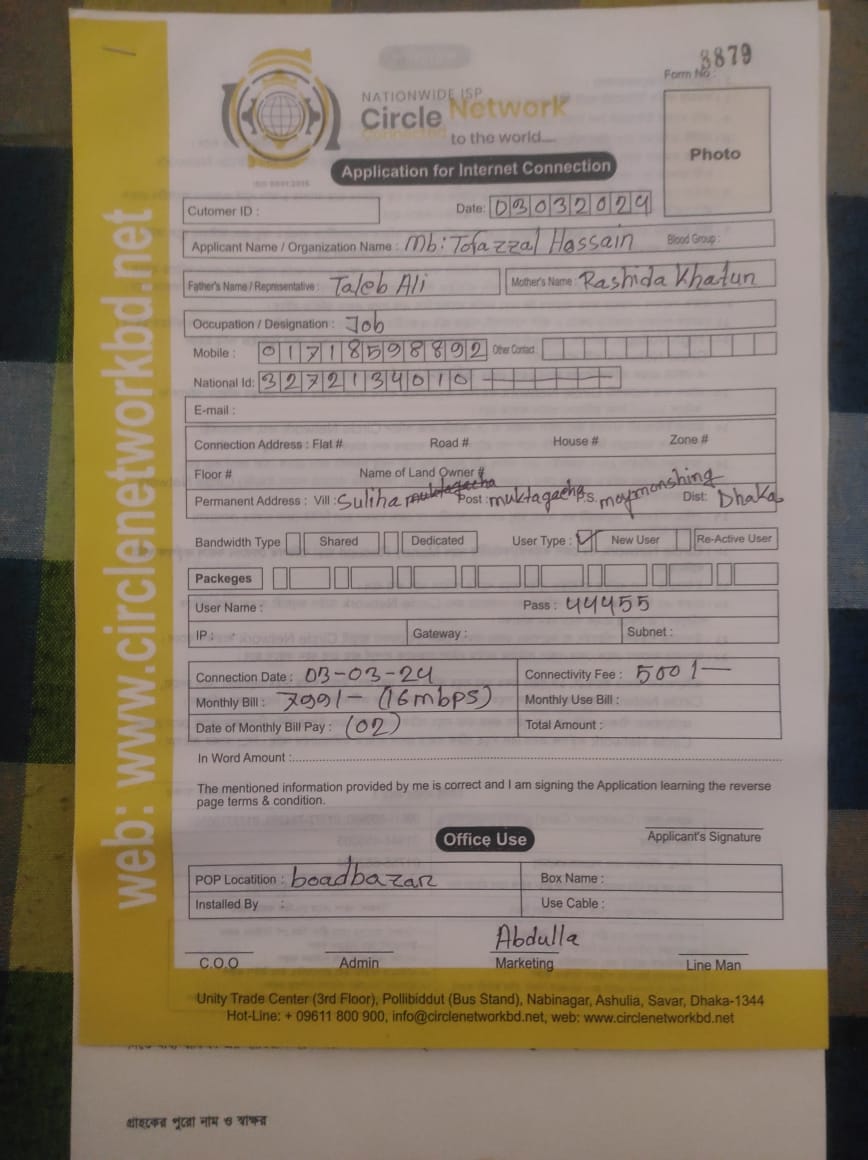 3879
Form No :
NATIONWIDE ISP
Circle Network
Connected to the world....
ISO 9001:2015
Photo
Application for Internet Connection
Cutomer ID :
Date: 03032024
Applicant Name / Organization Name : Mb: Tofazzal Hossain Blood Group :
Father's Name / Representative : Taleb Ali Mother's Name : Rashida Khatun
Occupation / Designation : Job
Mobile : 01718598892 Other Contact
National Id: 3272134010
E-mail :
Connection Address : Flat # Road # House # Zone #
Floor # Name of Land Owner #
Permanent Address : Vill : Suliha muktagacha Post : muktagacha P.S. moymonshing Dist: Dhaka
Bandwidth Type Shared Dedicated User Type : ✓ New User Re-Active User
Packeges
User Name : Pass : 44455
IP : Gateway : Subnet :
Connection Date : 03-03-24 Connectivity Fee : 500/—
Monthly Bill : 799/- (16mbps) Monthly Use Bill :
Date of Monthly Bill Pay : (02) Total Amount :
In Word Amount :
The mentioned information provided by me is correct and I am signing the Application learning the reverse
page terms & condition.
Applicant's Signature
Office Use
POP Locatition : boadbazar Box Name :
Installed By : Use Cable :
Abdulla
C.O.O Admin Marketing Line Man
Unity Trade Center (3rd Floor), Pollibiddut (Bus Stand), Nabinagar, Ashulia, Savar, Dhaka-1344
Hot-Line: + 09611 800 900, info@circlenetworkbd.net, web: www.circlenetworkbd.net
web: www.circlenetworkbd.net
গ্রাহকের পুরো নাম ও স্বাক্ষর